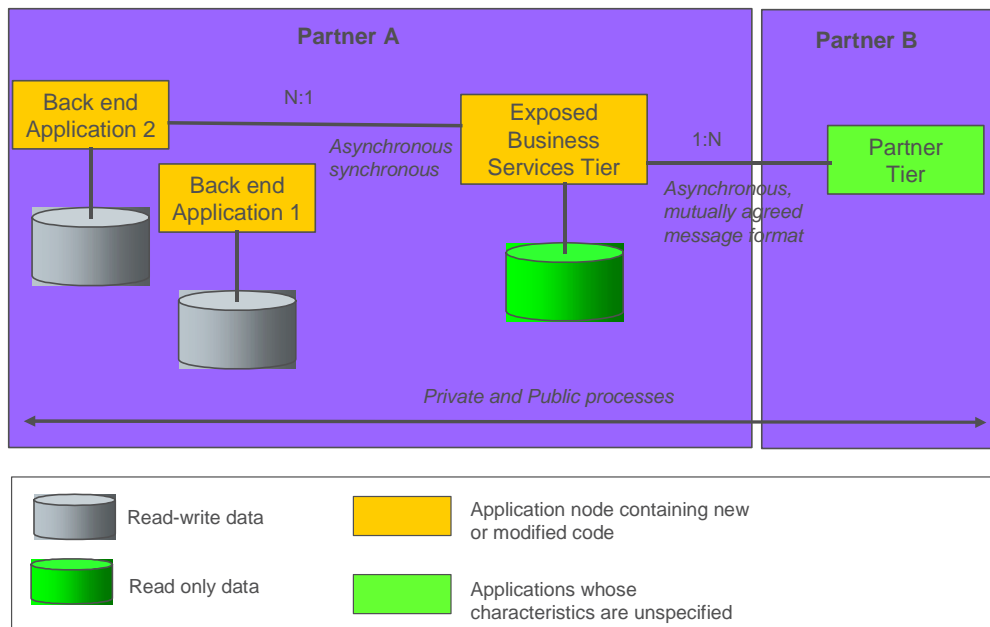 Partner A
Partner B
Back end
Application 2
N:1
Asynchronous
synchronous
Back end
Application 1
Exposed
Business
Services Tier
1:N
Asynchronous,
mutually agreed
message format
Partner
Tier
Private and Public processes
Read-write data
Application node containing new
or modified code
Read only data
Applications whose
characteristics are unspecified